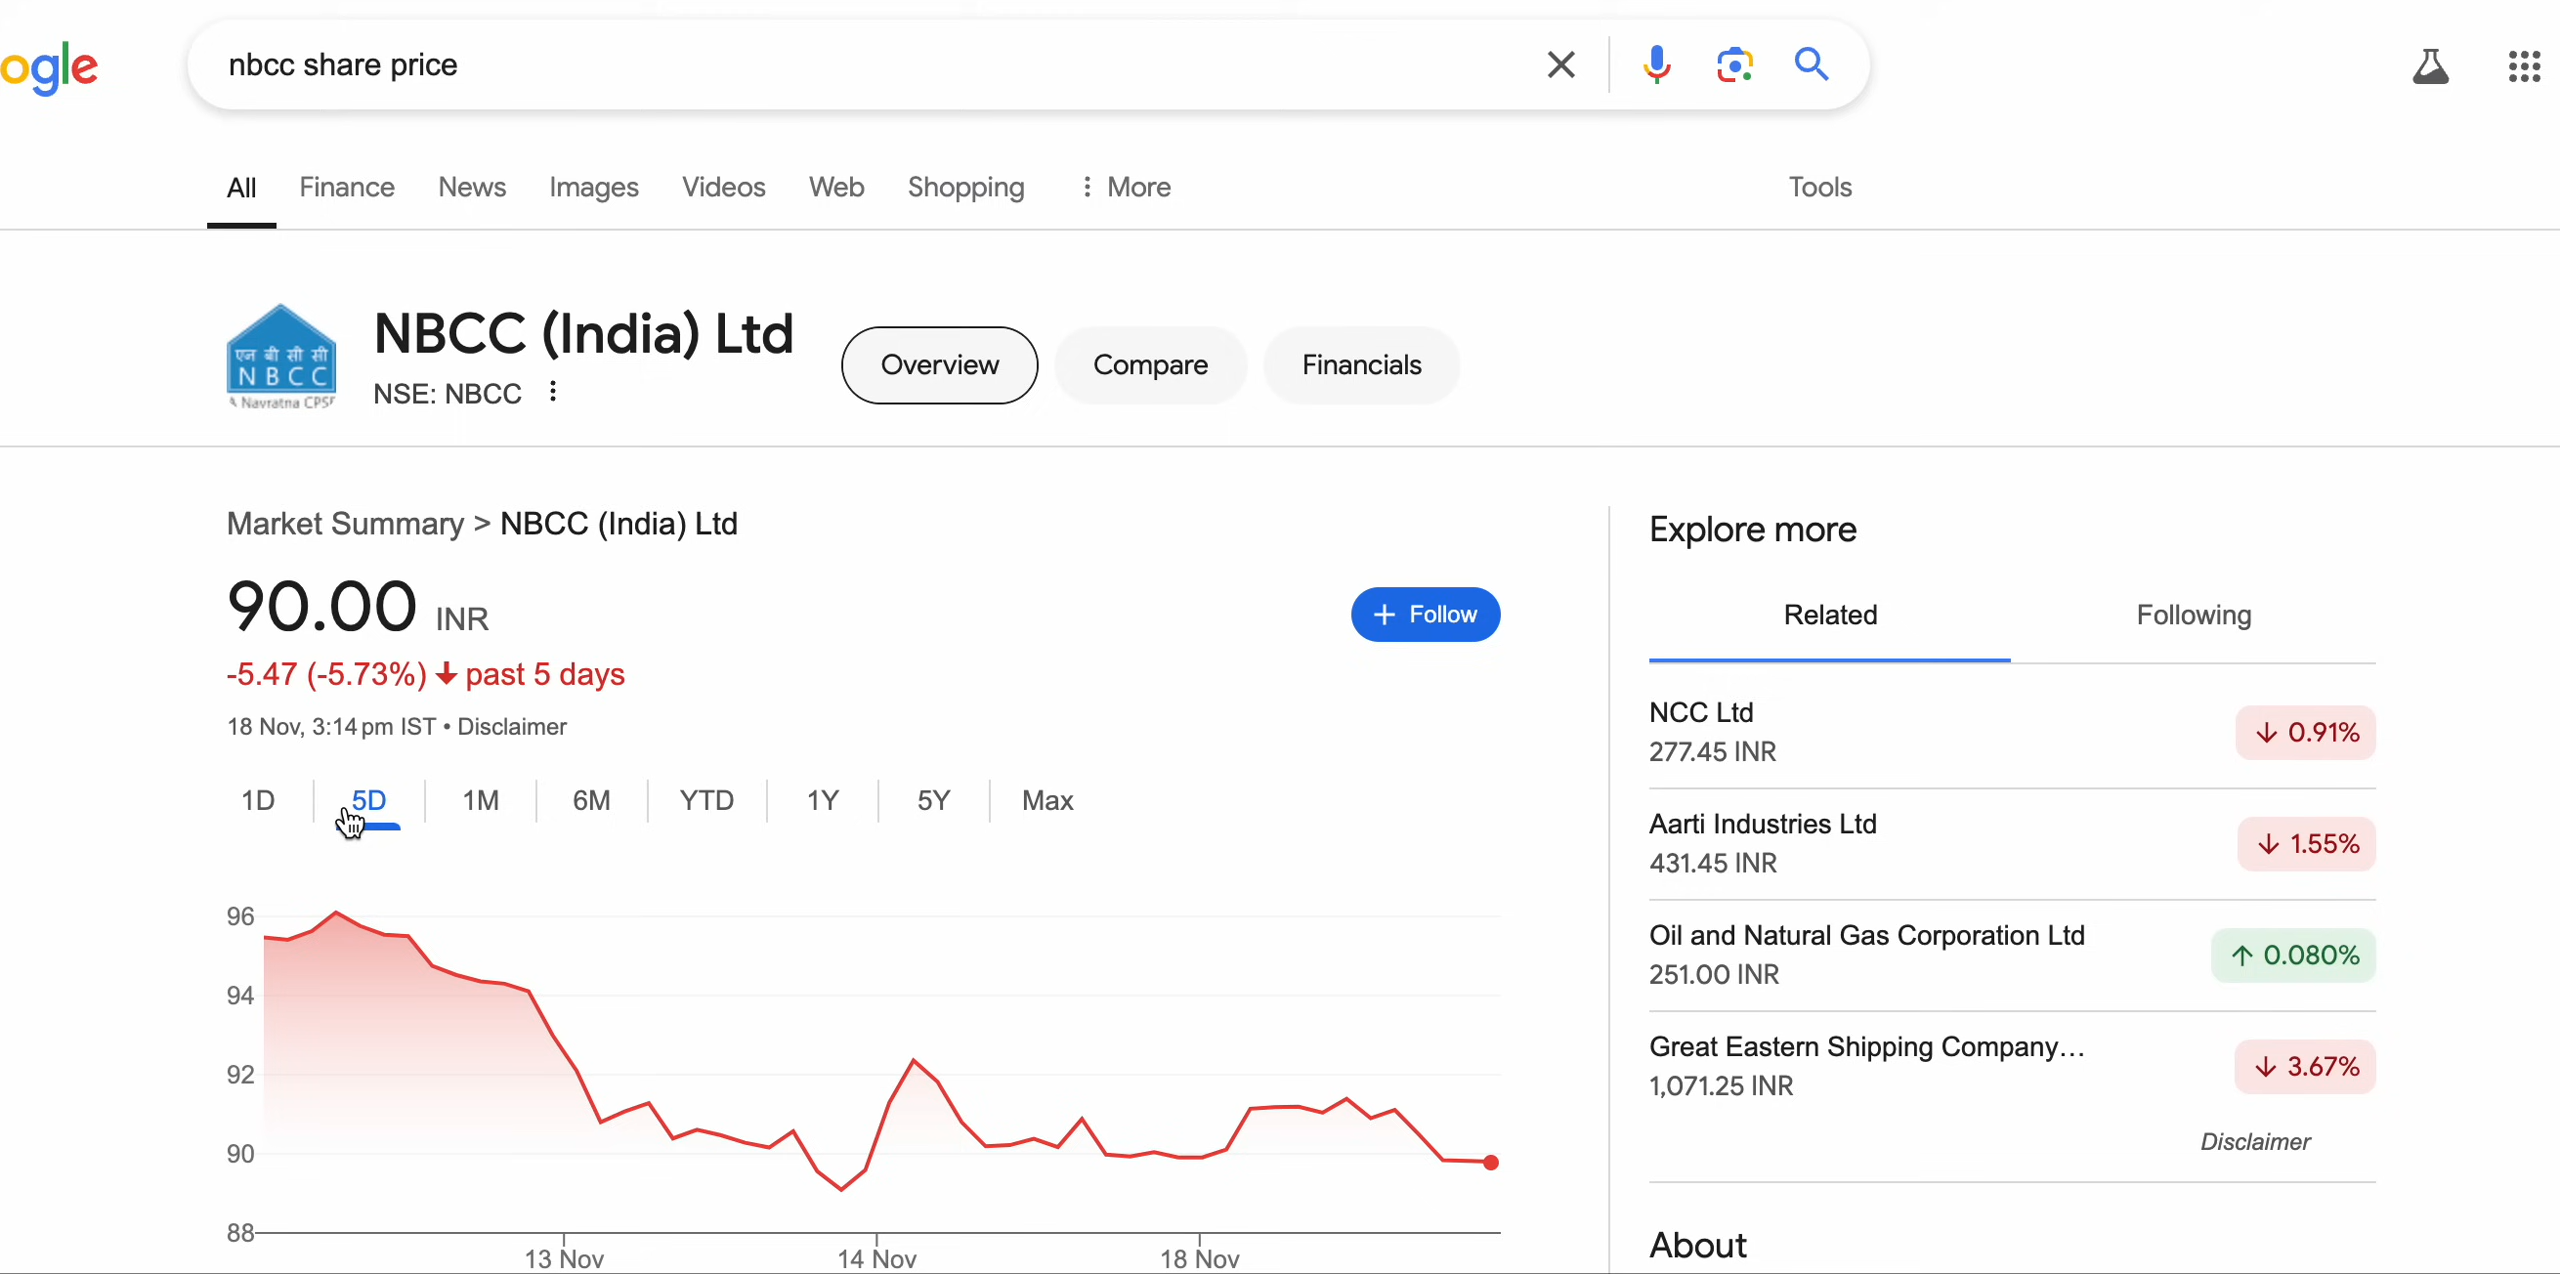 ogle
nbcc share price
All Finance News Images Videos Web Shopping More Tools
एन बी सी सी
NBCC
A Navratna CPSE
NBCC (India) Ltd
NSE: NBCC
Overview Compare Financials
Market Summary > NBCC (India) Ltd
90.00 INR
+ Follow
-5.47 (-5.73%) ↓ past 5 days
18 Nov, 3:14 pm IST • Disclaimer
1D 5D 1M 6M YTD 1Y 5Y Max
96
94
92
90
88
13 Nov 14 Nov 18 Nov
Explore more
Related Following
NCC Ltd
277.45 INR
↓ 0.91%
Aarti Industries Ltd
431.45 INR
↓ 1.55%
Oil and Natural Gas Corporation Ltd
251.00 INR
↑ 0.080%
Great Eastern Shipping Company...
1,071.25 INR
↓ 3.67%
Disclaimer
About